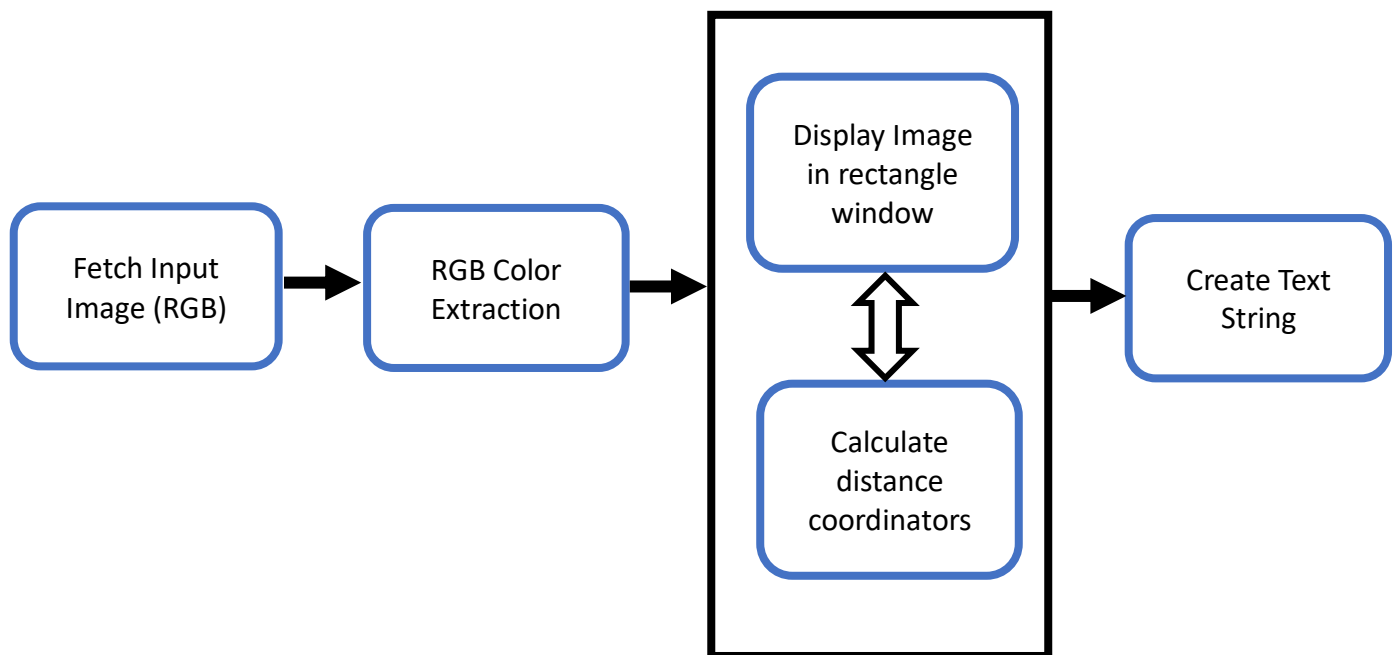 Fetch Input
Image (RGB)
RGB Color
Extraction
Display Image
in rectangle
window
Calculate
distance
coordinators
Create Text
String